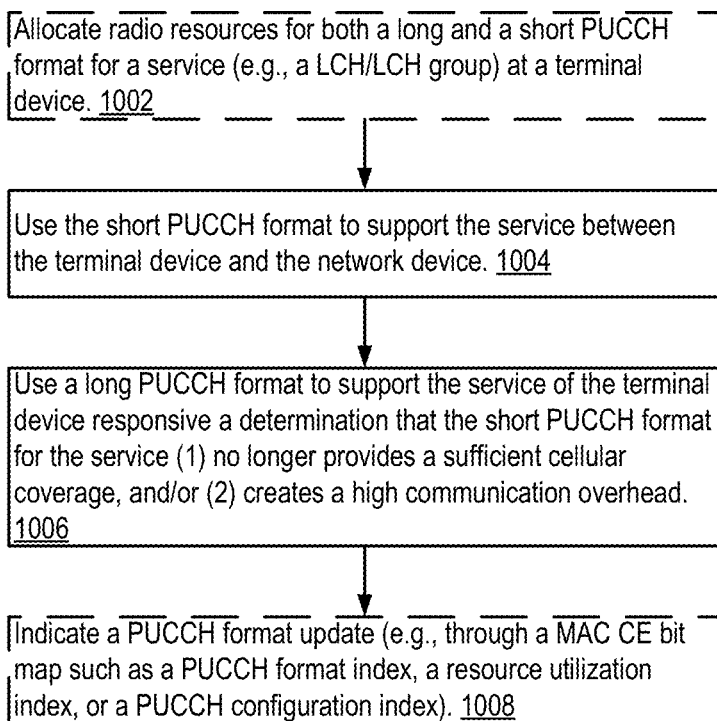 Allocate radio resources for both a long and a short PUCCH
format for a service (e.g., a LCH/LCH group) at a terminal
device. 1002
Use the short PUCCH format to support the service between
the terminal device and the network device. 1004
Use a long PUCCH format to support the service of the terminal
device responsive a determination that the short PUCCH format
for the service (1) no longer provides a sufficient cellular
coverage, and/or (2) creates a high communication overhead.
1006
Indicate a PUCCH format update (e.g., through a MAC CE bit
map such as a PUCCH format index, a resource utilization
index, or a PUCCH configuration index). 1008